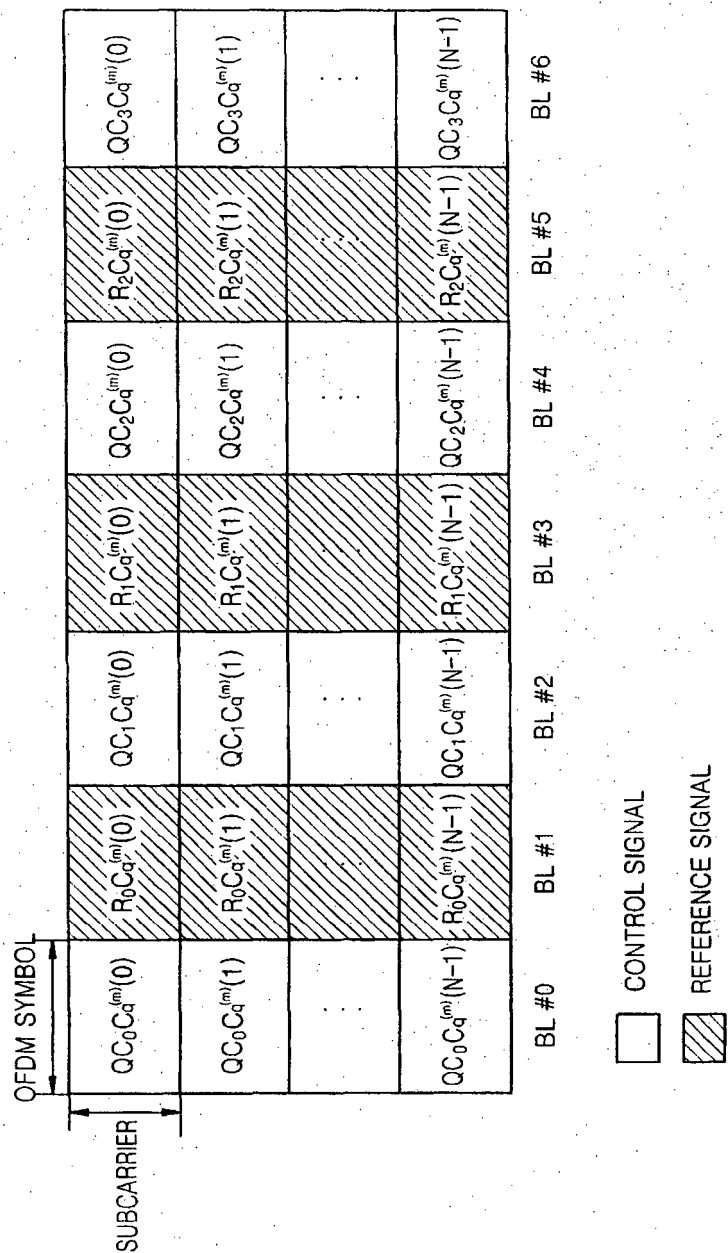 OFDM SYMBOL
SUBCARRIER
QC₀Cq⁽ᵐ⁾(0) R₀Cq⁽ᵐ⁾(0) QC₁Cq⁽ᵐ⁾(0) R₁Cq⁽ᵐ⁾(0) QC₂Cq⁽ᵐ⁾(0) R₂Cq⁽ᵐ⁾(0) QC₃Cq⁽ᵐ⁾(0)
QC₀Cq⁽ᵐ⁾(1) R₀Cq⁽ᵐ⁾(1) QC₁Cq⁽ᵐ⁾(1) R₁Cq⁽ᵐ⁾(1) QC₂Cq⁽ᵐ⁾(1) R₂Cq⁽ᵐ⁾(1) QC₃Cq⁽ᵐ⁾(1)
... ... ... ... ... ... ...
QC₀Cq⁽ᵐ⁾(N-1) R₀Cq⁽ᵐ⁾(N-1) QC₁Cq⁽ᵐ⁾(N-1) R₁Cq⁽ᵐ⁾(N-1) QC₂Cq⁽ᵐ⁾(N-1) R₂Cq⁽ᵐ⁾(N-1) QC₃Cq⁽ᵐ⁾(N-1)
BL #0 BL #1 BL #2 BL #3 BL #4 BL #5 BL #6
CONTROL SIGNAL
REFERENCE SIGNAL